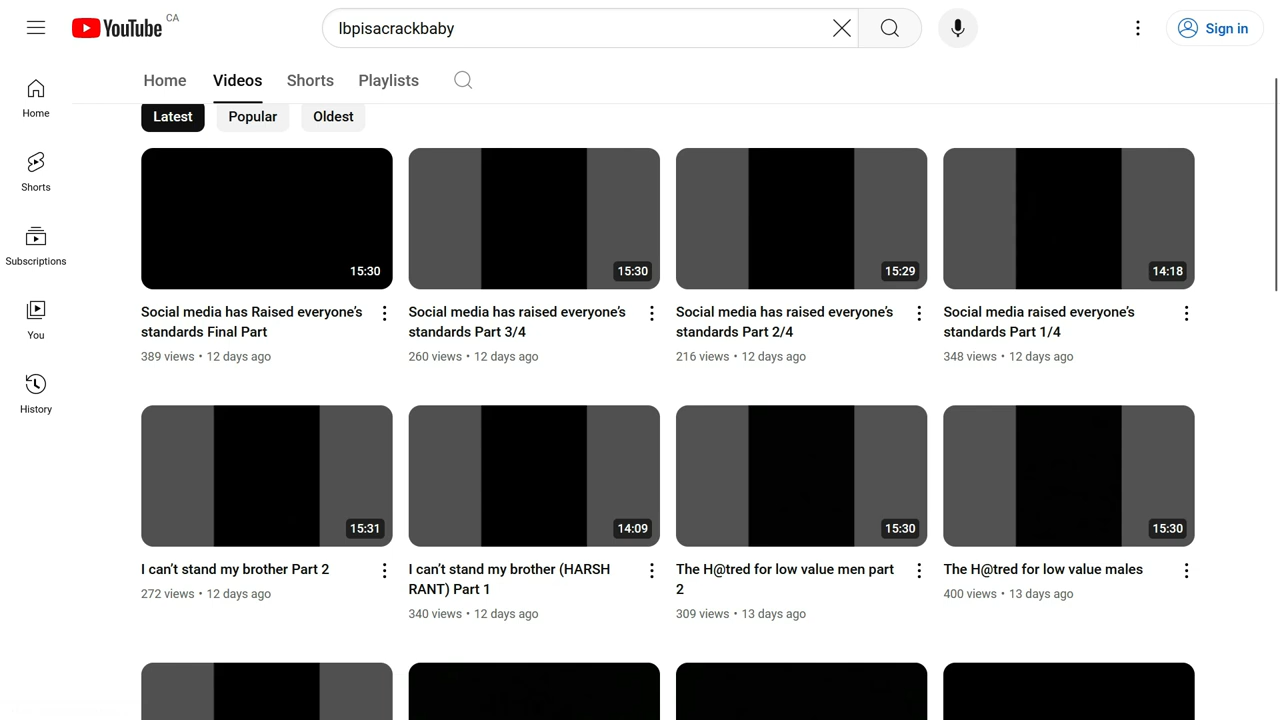 YouTube CA
lbpisacrackbaby
Sign in
Home Videos Shorts Playlists
Latest Popular Oldest
Home
Shorts
Subscriptions
You
History
15:30
Social media has Raised everyone’s
standards Final Part
389 views • 12 days ago
15:30
Social media has raised everyone’s
standards Part 3/4
260 views • 12 days ago
15:29
Social media has raised everyone’s
standards Part 2/4
216 views • 12 days ago
14:18
Social media raised everyone’s
standards Part 1/4
348 views • 12 days ago
15:31
I can’t stand my brother Part 2
272 views • 12 days ago
14:09
I can’t stand my brother (HARSH
RANT) Part 1
340 views • 12 days ago
15:30
The H@tred for low value men part
2
309 views • 13 days ago
15:30
The H@tred for low value males
400 views • 13 days ago